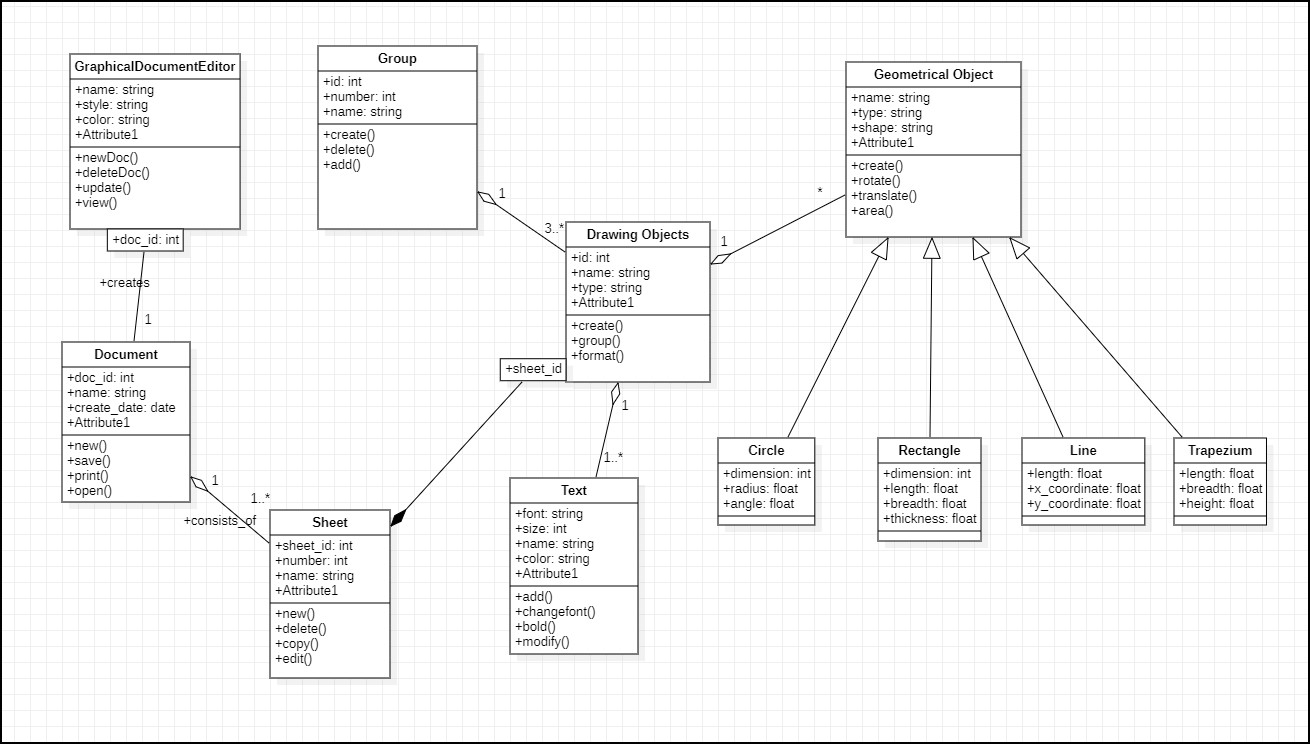 GraphicalDocumentEditor
+name: string
+style: string
+color: string
+Attribute1
+newDoc()
+deleteDoc()
+update()
+view()
+doc_id: int
+creates
1
Document
+doc_id: int
+name: string
+create_date: date
+Attribute1
+new()
+save()
+print()
+open()
1
1..*
+consists_of
Sheet
+sheet_id: int
+number: int
+name: string
+Attribute1
+new()
+delete()
+copy()
+edit()
Group
+id: int
+number: int
+name: string
+create()
+delete()
+add()
1
3..*
Drawing Objects
+id: int
+name: string
+type: string
+Attribute1
+create()
+group()
+format()
+sheet_id
1
1..*
Text
+font: string
+size: int
+name: string
+color: string
+Attribute1
+add()
+changefont()
+bold()
+modify()
1
*
Geometrical Object
+name: string
+type: string
+shape: string
+Attribute1
+create()
+rotate()
+translate()
+area()
Circle
+dimension: int
+radius: float
+angle: float
Rectangle
+dimension: int
+length: float
+breadth: float
+thickness: float
Line
+length: float
+x_coordinate: float
+y_coordinate: float
Trapezium
+length: float
+breadth: float
+height: float